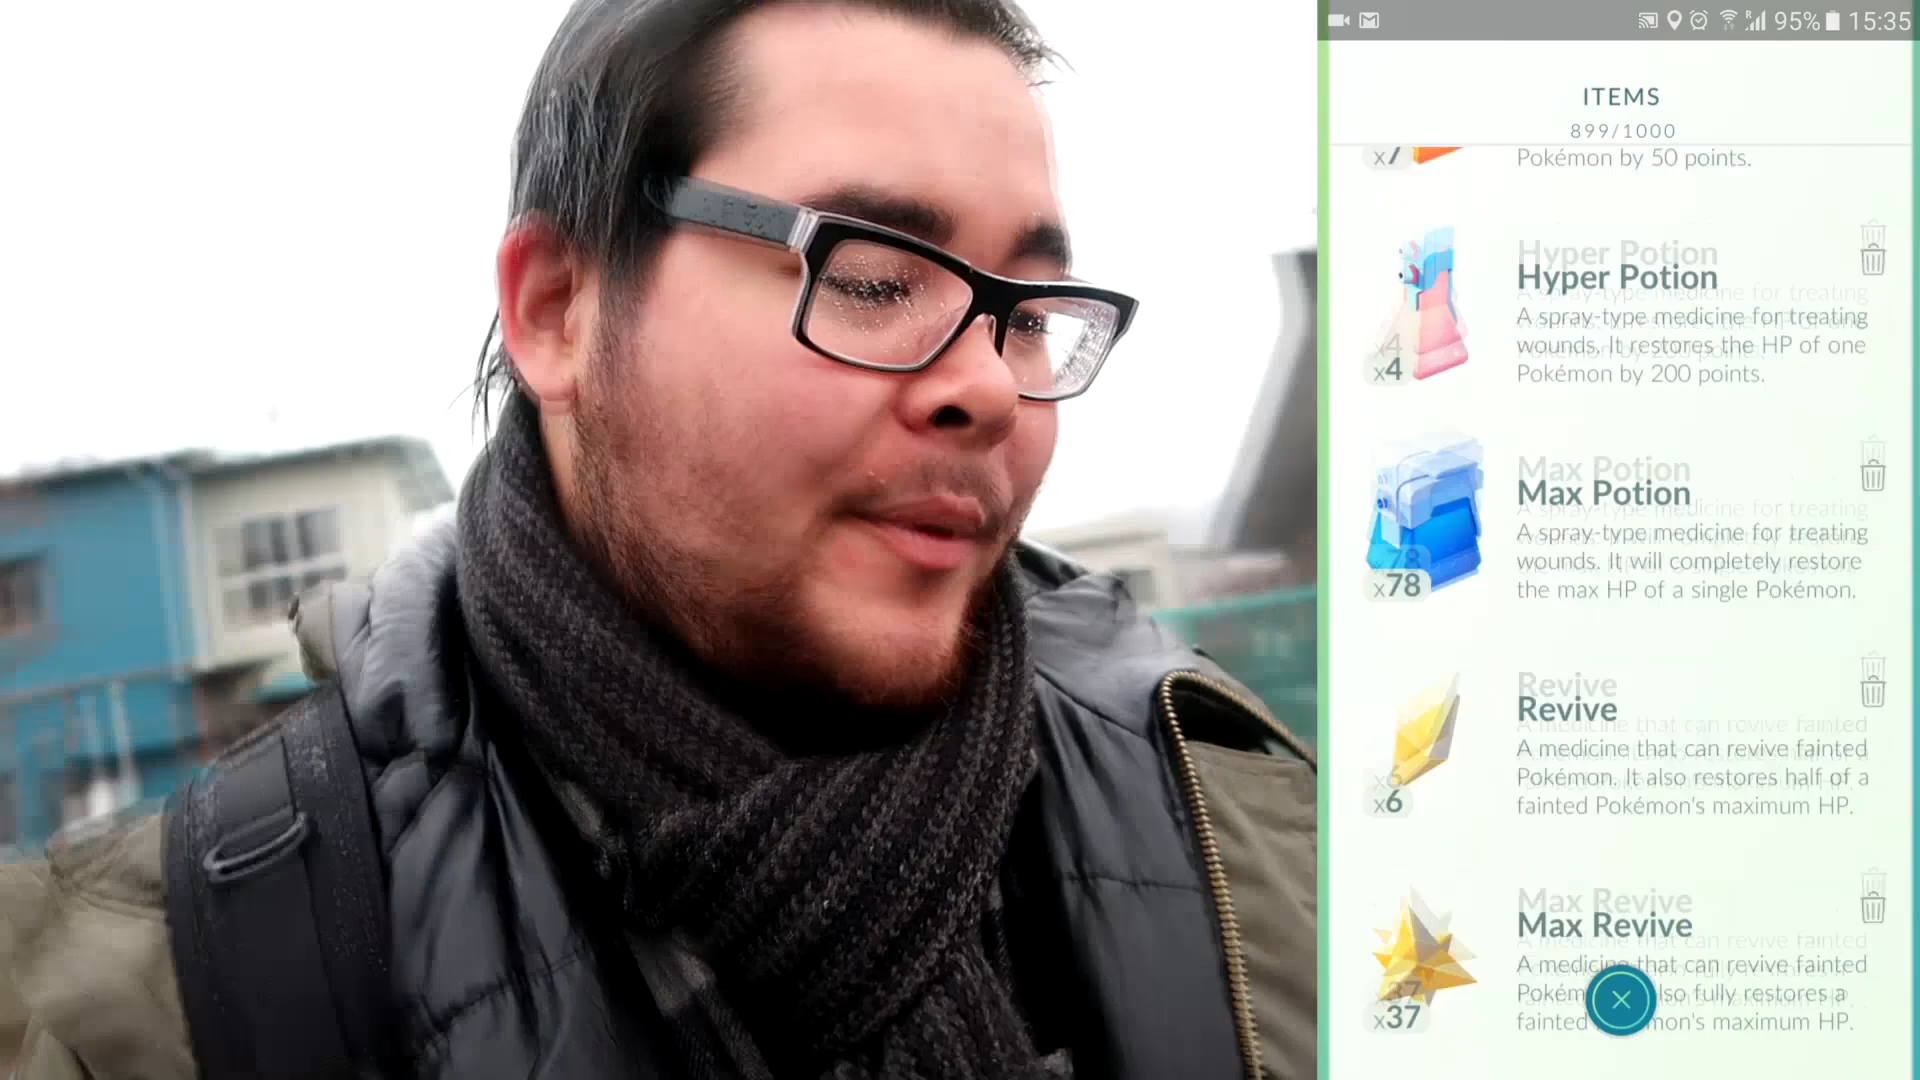 95% 15:35
ITEMS
899/1000
x7
Pokémon by 50 points.
Hyper Potion
A spray-type medicine for treating
wounds. It restores the HP of one
Pokémon by 200 points.
x4
Max Potion
A spray-type medicine for treating
wounds. It will completely restore
the max HP of a single Pokémon.
x78
Revive
A medicine that can revive fainted
Pokémon. It also restores half of a
fainted Pokémon's maximum HP.
x6
Max Revive
A medicine that can revive fainted
lso fully restores a
fainted mon's maximum HP.
x37